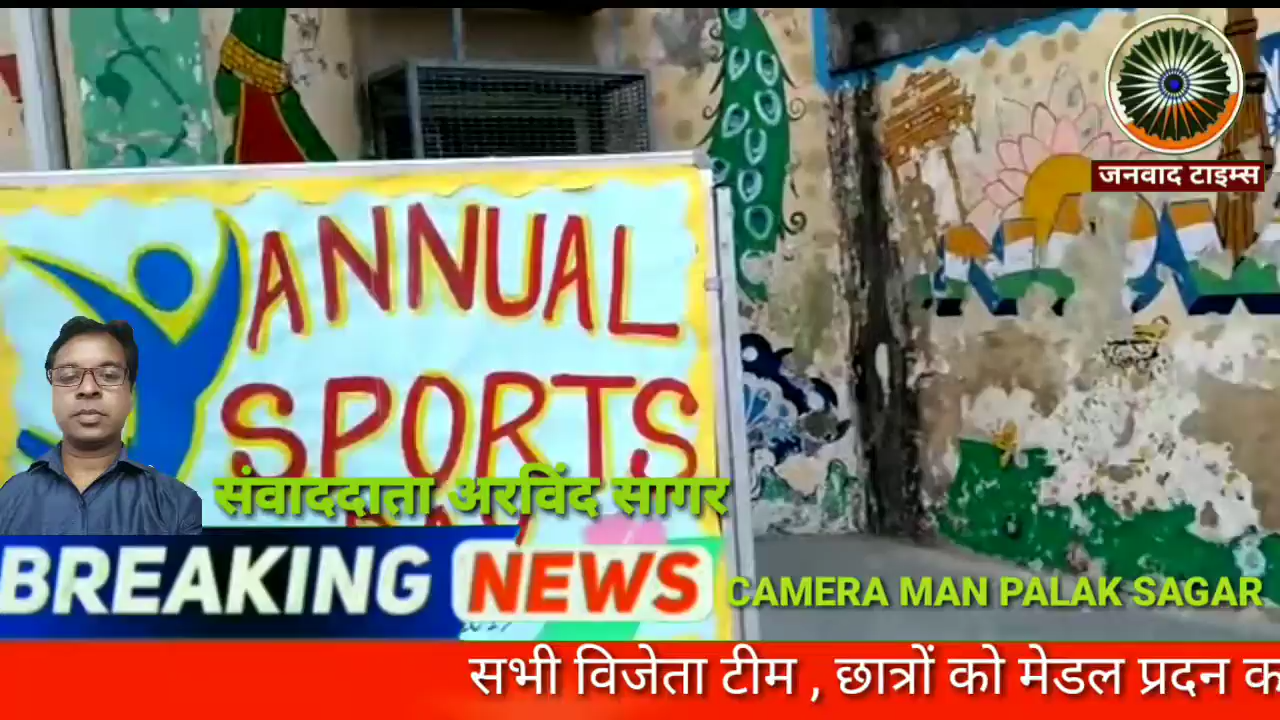 जनवाद टाइम्स
ANNUAL
SPORTS
संवाददाता अरविंद सागर
BREAKING NEWS
CAMERA MAN PALAK SAGAR
सभी विजेता टीम , छात्रों को मेडल प्रदन क